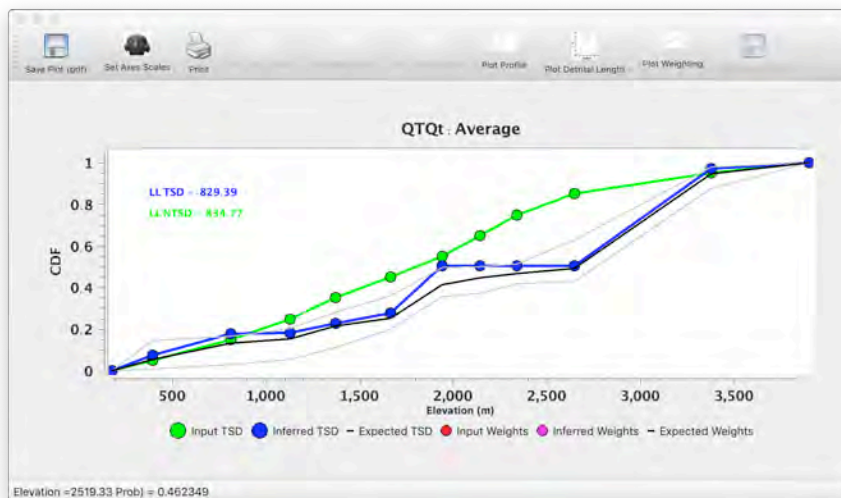 Save Plot (pdf) Set Axes Scales Print Plot Profile Plot Detrital Length Plot Weighting
QTQt : Average
LL TSD = -829.39
LL NTSD = -834.77
CDF
1
0.8
0.6
0.4
0.2
0
500 1,000 1,500 2,000 2,500 3,000 3,500
Elevation (m)
Input TSD Inferred TSD Expected TSD Input Weights Inferred Weights Expected Weights
Elevation =2519.33 Prob) = 0.462349